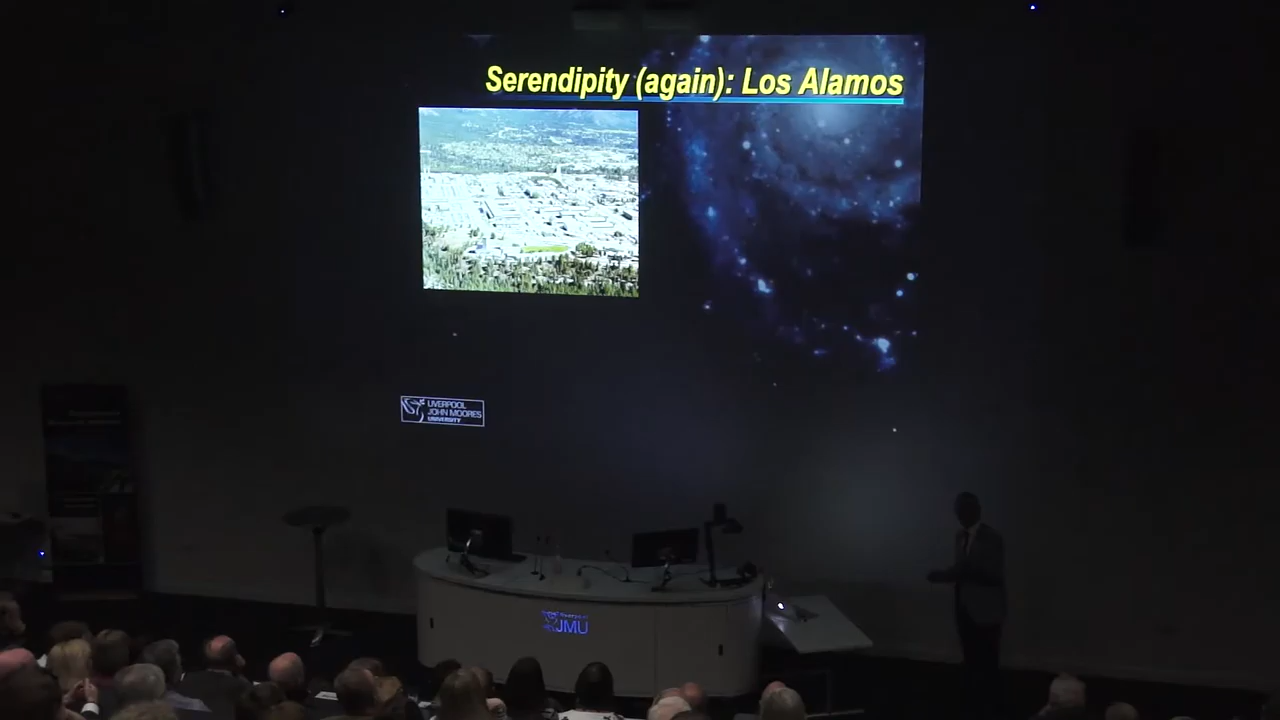 Serendipity (again): Los Alamos
LIVERPOOL
JOHN MOORES
UNIVERSITY
JMU